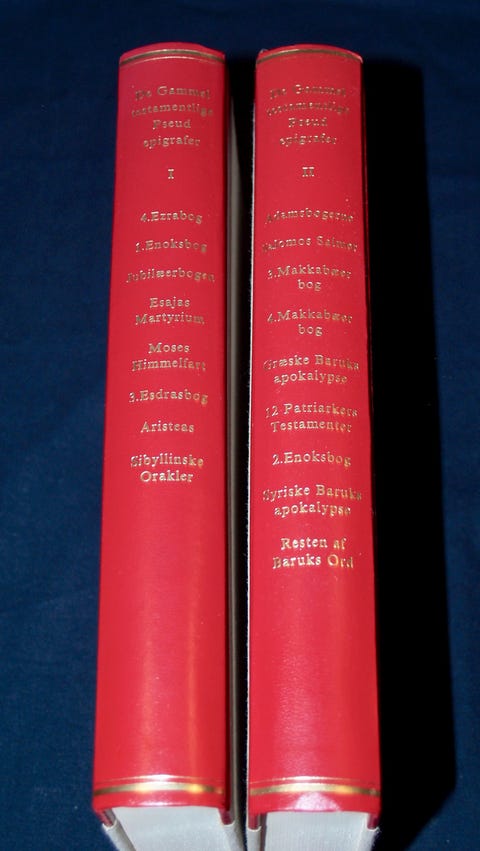 De Gammel
testamentlige
Pseud
epigrafer
I
4.Ezrabog
1.Enoksbog
Jubilæerbogen
Esajas
Martyrium
Moses
Himmelfart
3.Esdrasbog
Aristeas
Sibyllinske
Orakler
De Gammel
testamentlige
Pseud
epigrafer
II
Adamsbøgerne
Salomos Salmer
3.Makkabæer
bog
4.Makkabæer
bog
Græske Baruks
apokalypse
12 Patriarkers
Testamenter
2.Enoksbog
Syriske Baruks
apokalypse
Resten af
Baruks Ord